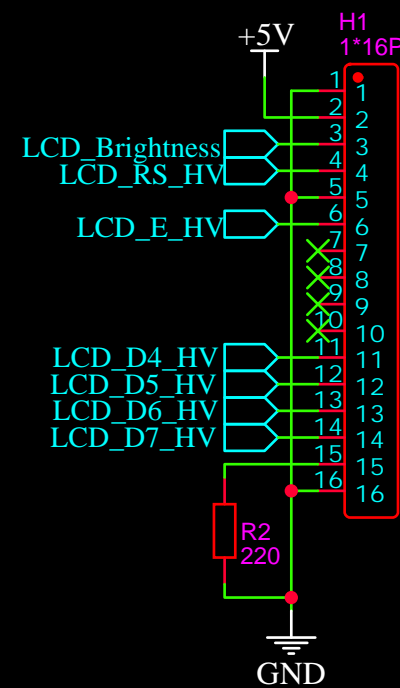 H1
1*16P
+5V
1 1
2 2
LCD_Brightness 3 3
LCD_RS_HV 4 4
5 5
LCD_E_HV 6 6
7 7
8 8
9 9
10 10
LCD_D4_HV 11 11
LCD_D5_HV 12 12
LCD_D6_HV 13 13
LCD_D7_HV 14 14
15 15
16 16
R2
220
GND